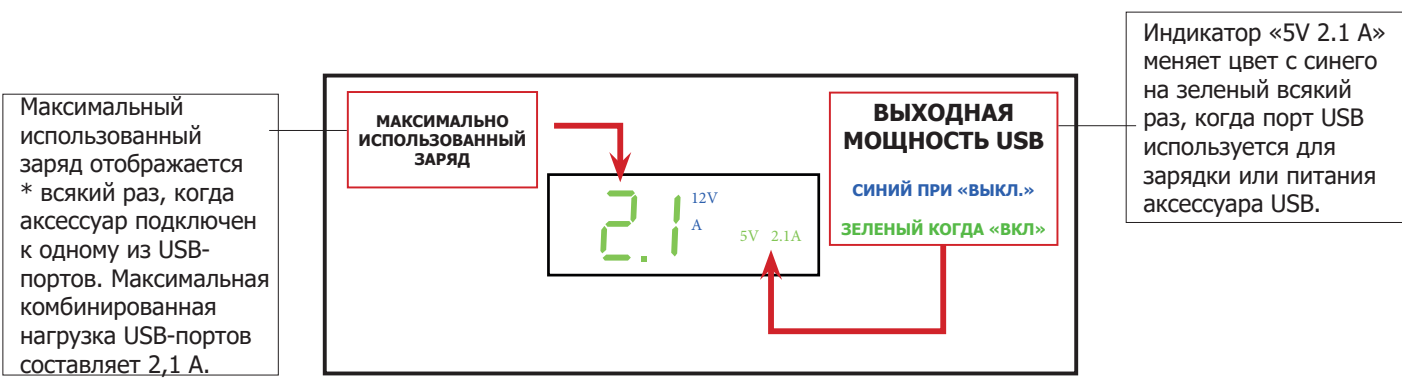 Максимальный
использованный
заряд отображается
* всякий раз, когда
аксессуар подключен
к одному из USB-
портов. Максимальная
комбинированная
нагрузка USB-портов
составляет 2,1 А.
МАКСИМАЛЬНО
ИСПОЛЬЗОВАННЫЙ
ЗАРЯД
2.1
12V
A
5V 2.1A
ВЫХОДНАЯ
МОЩНОСТЬ USB
СИНИЙ ПРИ «ВЫКЛ.»
ЗЕЛЕНЫЙ КОГДА «ВКЛ»
Индикатор «5V 2.1 А»
меняет цвет с синего
на зеленый всякий
раз, когда порт USB
используется для
зарядки или питания
аксессуара USB.